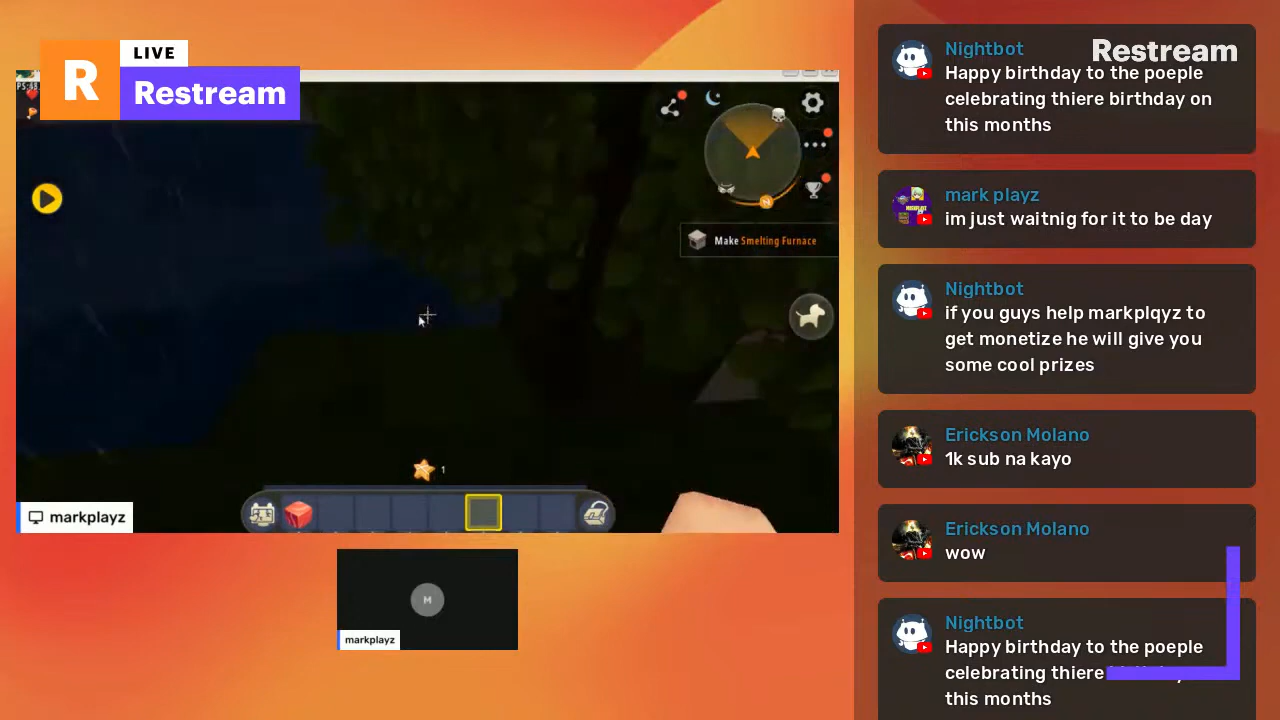 R
LIVE
Restream
Make Smelting Furnace
N
1
markplayz
M
markplayz
Restream
Nightbot
Happy birthday to the poeple
celebrating thiere birthday on
this months
mark playz
im just waitnig for it to be day
Nightbot
if you guys help markplqyz to
get monetize he will give you
some cool prizes
Erickson Molano
1k sub na kayo
Erickson Molano
wow
Nightbot
Happy birthday to the poeple
celebrating thiere
this months